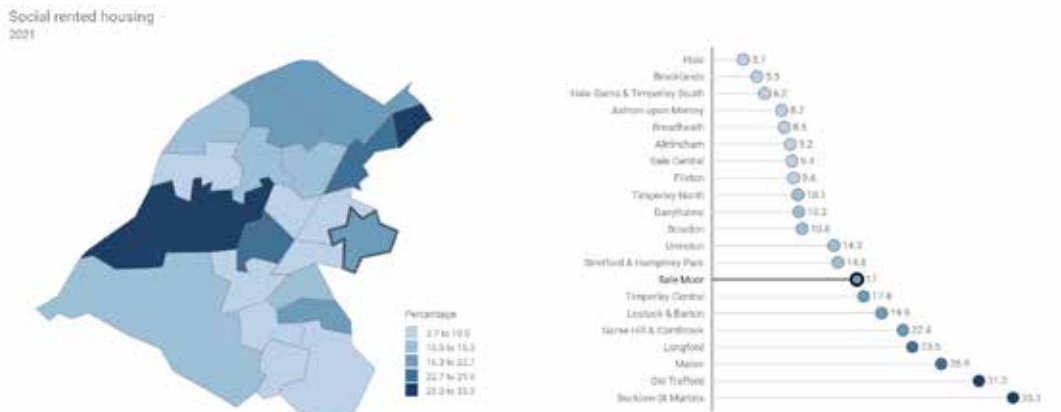 Social rented housing
2021
Hale 3.7
Brooklands 5.3
Hale Barns & Timperley South 6.2
Ashton upon Mersey 8.2
Broadheath 8.5
Altrincham 9.2
Sale Central 9.4
Flixton 9.6
Timperley North 10.1
Davyhulme 10.2
Bowdon 10.6
Urmston 14.3
Stretford & Humphrey Park 14.8
Sale Moor 17
Timperley Central 17.8
Lostock & Barton 19.9
Gorse Hill & Cornbrook 22.4
Longford 23.5
Manor 26.9
Old Trafford 31.3
Bucklow-St Martins 35.3
Percentage
3.7 to 10.0
10.0 to 16.3
16.3 to 22.7
22.7 to 29.0
29.0 to 35.3